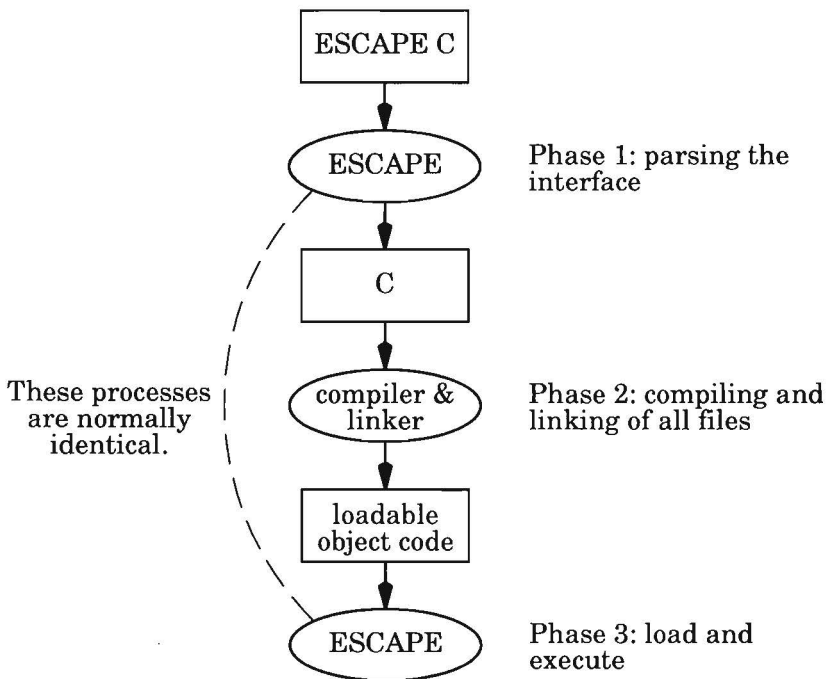 ESCAPE C
ESCAPE
Phase 1: parsing the
interface
C
These processes
are normally
identical.
compiler &
linker
Phase 2: compiling and
linking of all files
loadable
object code
ESCAPE
Phase 3: load and
execute